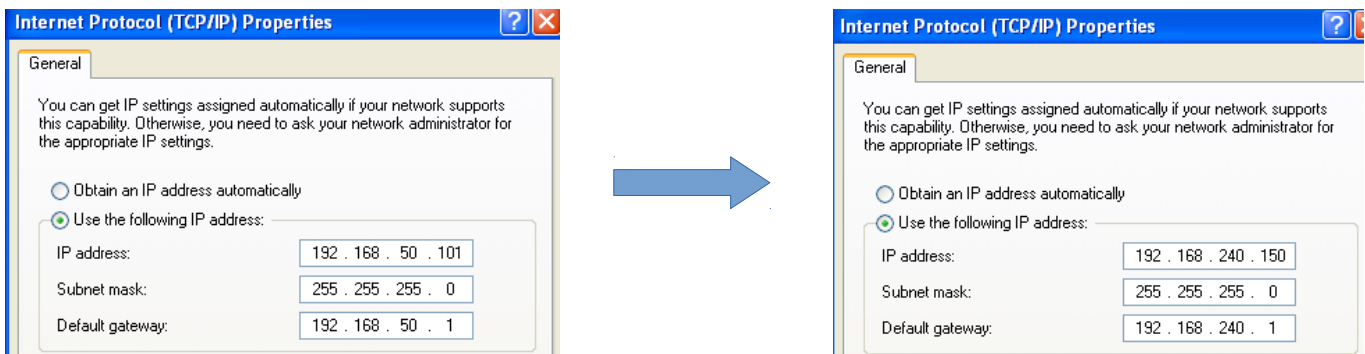 Internet Protocol (TCP/IP) Properties
General
You can get IP settings assigned automatically if your network supports
this capability. Otherwise, you need to ask your network administrator for
the appropriate IP settings.
Obtain an IP address automatically
Use the following IP address:
IP address: 192 . 168 . 50 . 101
Subnet mask: 255 . 255 . 255 . 0
Default gateway: 192 . 168 . 50 . 1
Internet Protocol (TCP/IP) Properties
General
You can get IP settings assigned automatically if your network supports
this capability. Otherwise, you need to ask your network administrator for
the appropriate IP settings.
Obtain an IP address automatically
Use the following IP address:
IP address: 192 . 168 . 240 . 150
Subnet mask: 255 . 255 . 255 . 0
Default gateway: 192 . 168 . 240 . 1